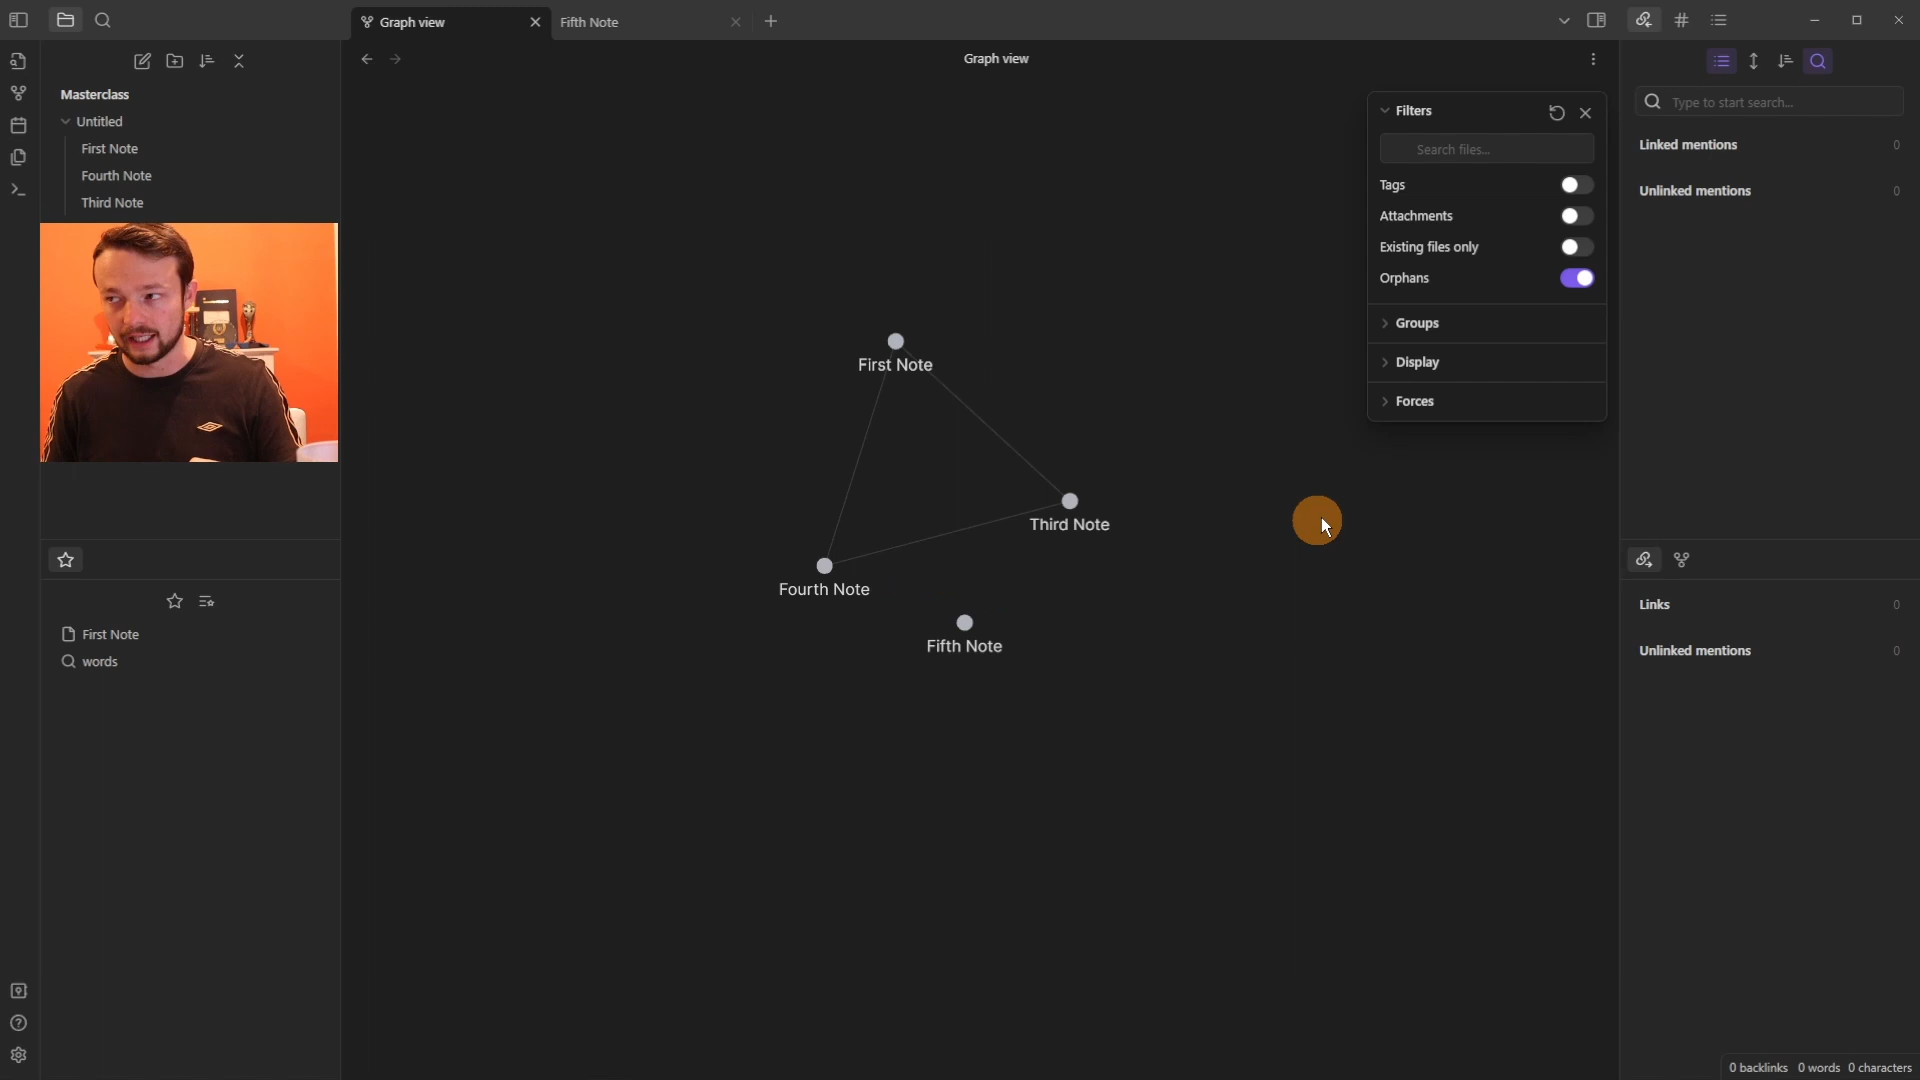 Graph view
Fifth Note
Masterclass
Untitled
First Note
Fourth Note
Third Note
First Note
words
Graph view
First Note
Third Note
Fourth Note
Fifth Note
Filters
Search files...
Tags
Attachments
Existing files only
Orphans
Groups
Display
Forces
Type to start search...
Linked mentions 0
Unlinked mentions 0
Links 0
Unlinked mentions 0
0 backlinks 0 words 0 characters